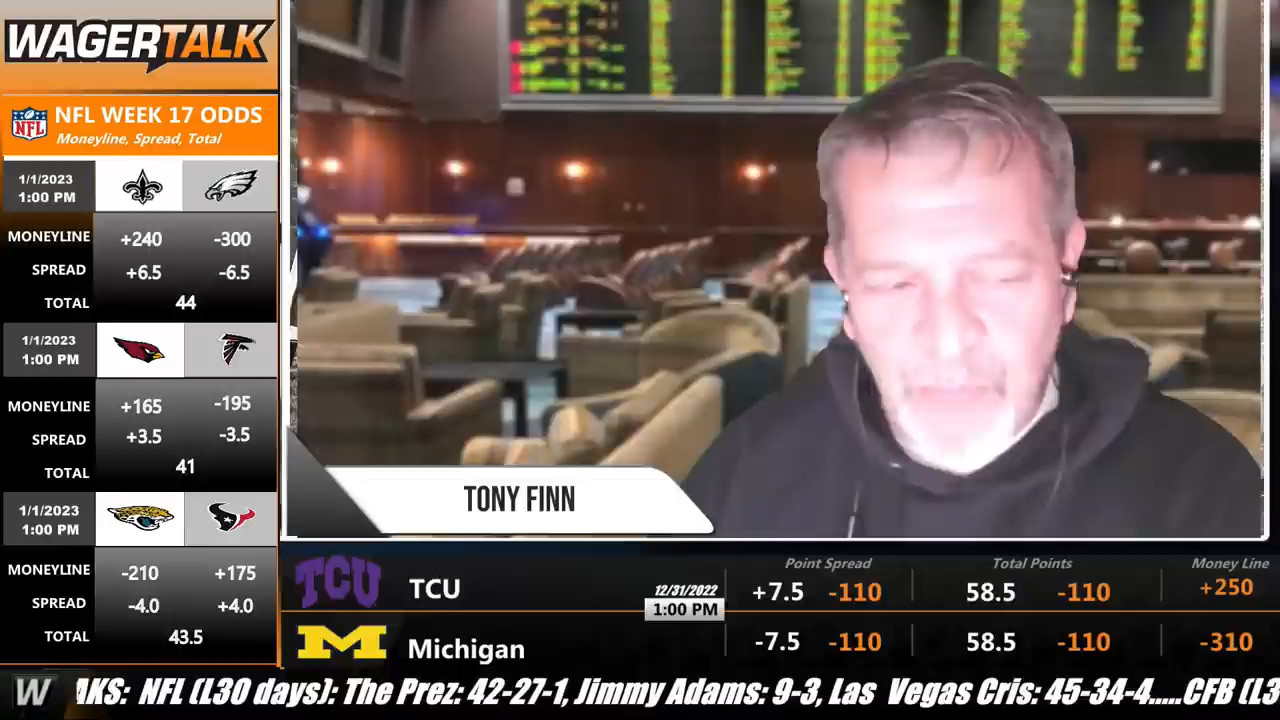 WAGERTALK
NFL
NFL WEEK 17 ODDS
Moneyline, Spread, Total
1/1/2023
1:00 PM
MONEYLINE +240 -300
SPREAD +6.5 -6.5
TOTAL 44
1/1/2023
1:00 PM
MONEYLINE +165 -195
SPREAD +3.5 -3.5
TOTAL 41
1/1/2023
1:00 PM
MONEYLINE -210 +175
SPREAD -4.0 +4.0
TOTAL 43.5
TONY FINN
Point Spread Total Points Money Line
TCU TCU 12/31/2022 +7.5 -110 58.5 -110 +250
1:00 PM
M Michigan -7.5 -110 58.5 -110 -310
W AKS: NFL (L30 days): The Prez: 42-27-1, Jimmy Adams: 9-3, Las Vegas Cris: 45-34-4.....CFB (L3